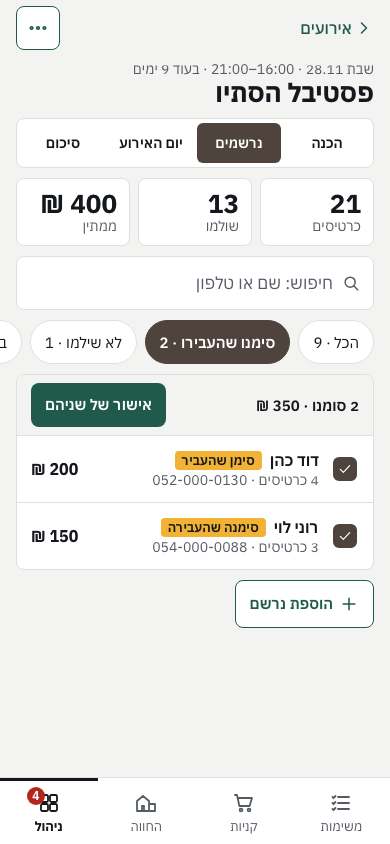 אירועים
שבת 28.11 · 16:00–21:00 · בעוד 9 ימים
פסטיבל הסתיו
הכנה
נרשמים
יום האירוע
סיכום
21
כרטיסים
13
שולמו
400 ₪
ממתין
חיפוש: שם או טלפון
הכל · 9
סימנו שהעבירו · 2
לא שילמו · 1
2 סומנו · 350 ₪
אישור של שניהם
דוד כהן סימן שהעביר
4 כרטיסים · 052-000-0130
200 ₪
רוני לוי סימנה שהעבירה
3 כרטיסים · 054-000-0088
150 ₪
הוספת נרשם
משימות
קניות
החווה
4
ניהול